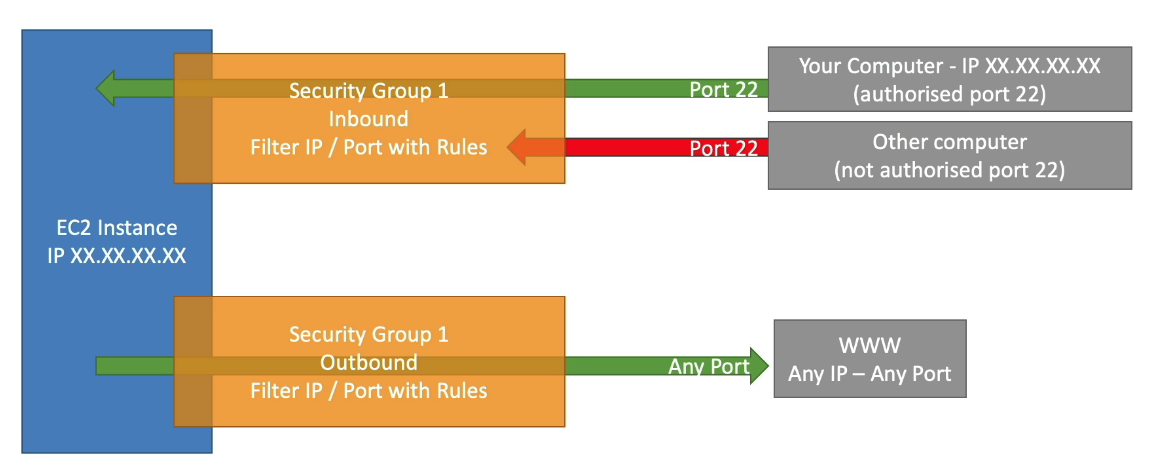 Security Group 1
Inbound
Filter IP / Port with Rules
Port 22
Your Computer - IP XX.XX.XX.XX
(authorised port 22)
Port 22
Other computer
(not authorised port 22)
EC2 Instance
IP XX.XX.XX.XX
Security Group 1
Outbound
Filter IP / Port with Rules
Any Port
WWW
Any IP – Any Port